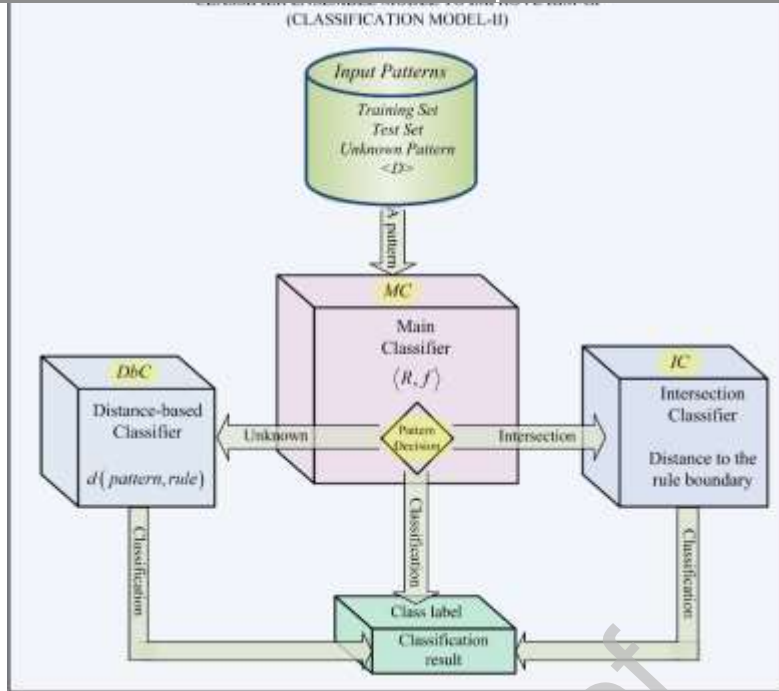 (CLASSIFICATION MODEL-II)
Input Patterns
Training Set
Test Set
Unknown Pattern
<D>
A pattern
MC
Main
Classifier
⟨R, f⟩
DbC
Distance-based
Classifier
d(pattern, rule)
Unknown
Pattern
Decision
Intersection
IC
Intersection
Classifier
Distance to the
rule boundary
Classification
Classification
Classification
Class label
Classification
result